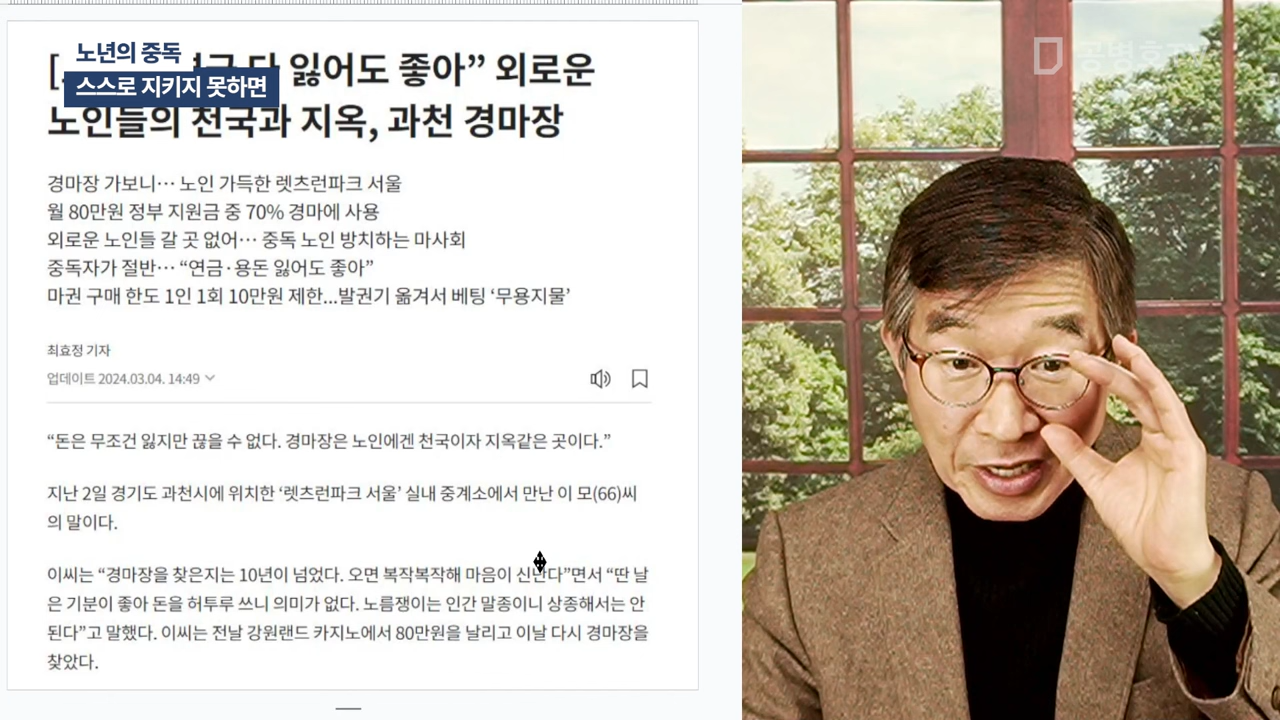 노년의 중독
스스로 지키지 못하면
잃어도 좋아” 외로운
노인들의 천국과 지옥, 과천 경마장
경마장 가보니… 노인 가득한 렛츠런파크 서울
월 80만원 정부 지원금 중 70% 경마에 사용
외로운 노인들 갈 곳 없어… 중독 노인 방치하는 마사회
중독자가 절반… “연금·용돈 잃어도 좋아”
마권 구매 한도 1인 1회 10만원 제한...발권기 옮겨서 베팅 ‘무용지물’
최효정 기자
업데이트 2024.03.04. 14:49
“돈은 무조건 잃지만 끊을 수 없다. 경마장은 노인에겐 천국이자 지옥같은 곳이다.”
지난 2일 경기도 과천시에 위치한 ‘렛츠런파크 서울’ 실내 중계소에서 만난 이 모(66)씨
의 말이다.
이씨는 “경마장을 찾은지는 10년이 넘었다. 오면 복작복작해 마음이 신난다”면서 “딴 날
은 기분이 좋아 돈을 허투루 쓰니 의미가 없다. 노름쟁이는 인간 말종이니 상종해서는 안
된다”고 말했다. 이씨는 전날 강원랜드 카지노에서 80만원을 날리고 이날 다시 경마장을
찾았다.
공병호